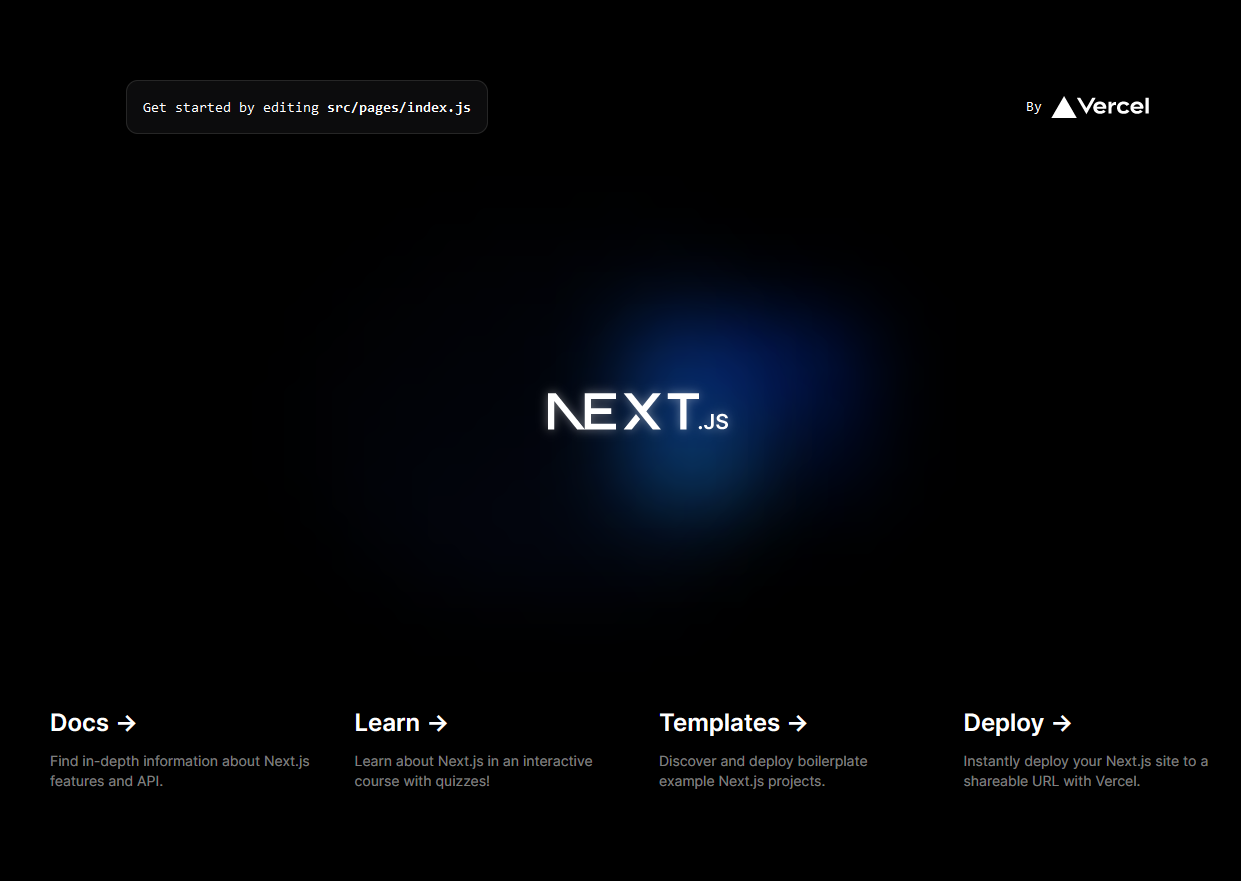 Get started by editing src/pages/index.js
By Vercel
NEXT.JS
Docs ->
Find in-depth information about Next.js
features and API.
Learn ->
Learn about Next.js in an interactive
course with quizzes!
Templates ->
Discover and deploy boilerplate
example Next.js projects.
Deploy ->
Instantly deploy your Next.js site to a
shareable URL with Vercel.